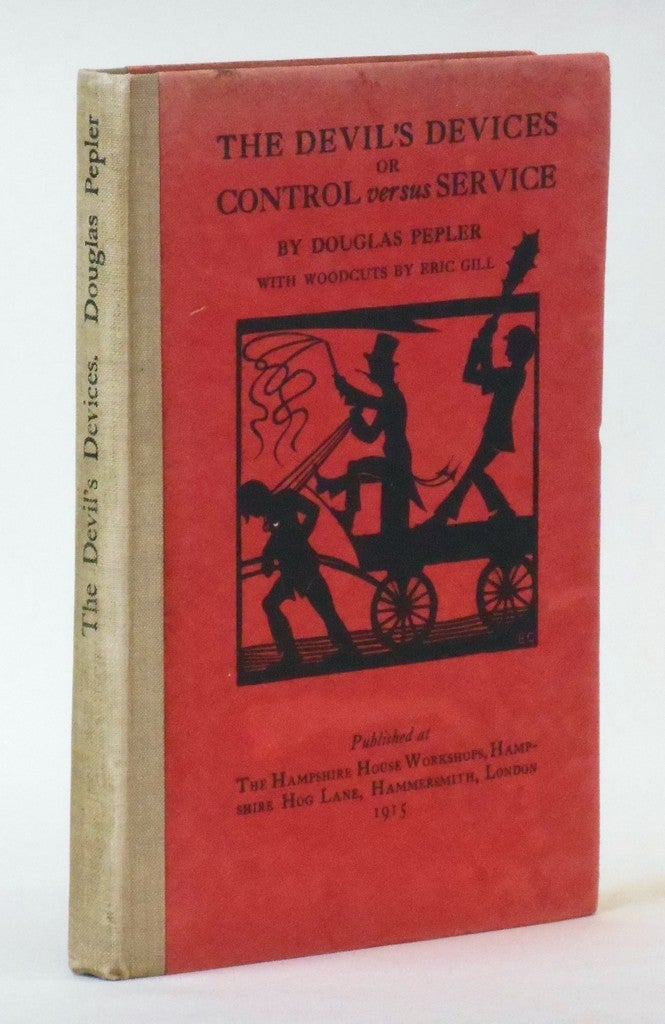 The Devil's Devices. Douglas Pepler
THE DEVIL'S DEVICES
OR
CONTROL versus SERVICE
BY DOUGLAS PEPLER
WITH WOODCUTS BY ERIC GILL
EG
Published at
THE HAMPSHIRE HOUSE WORKSHOPS, HAMP-
SHIRE HOG LANE, HAMMERSMITH, LONDON
1915